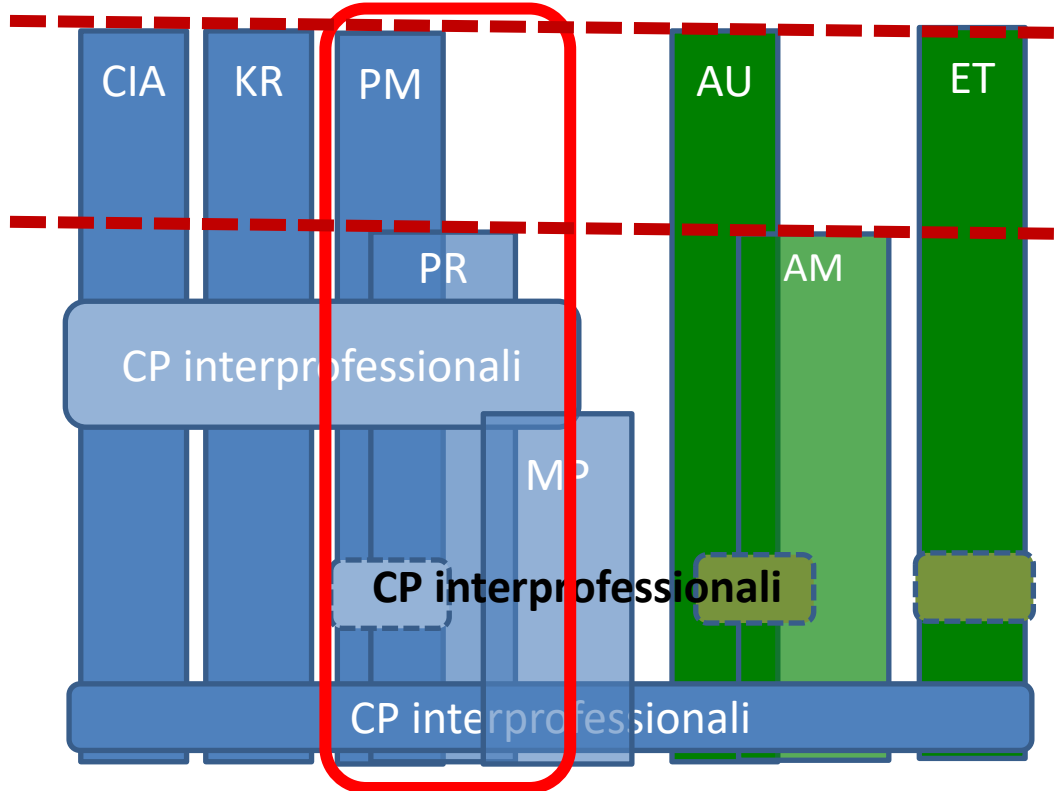 CIA KR PM AU ET
PR AM
CP interprofessionali
MP
CP interprofessionali
CP interprofessionali